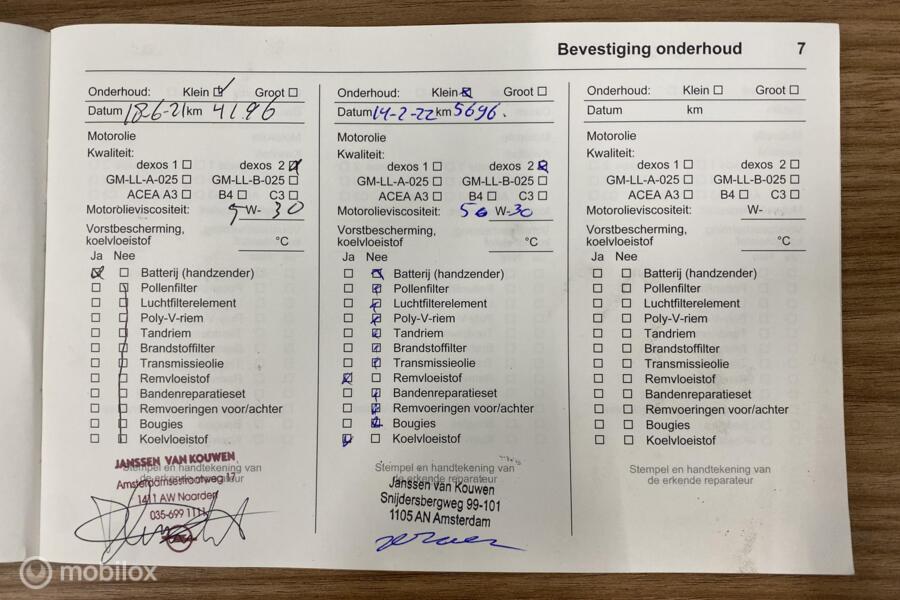 Bevestiging onderhoud 7
Onderhoud: Klein Groot
Datum 18-6-21 km 4196
Motorolie
Kwaliteit:
dexos 1 dexos 2
GM-LL-A-025 GM-LL-B-025
ACEA A3 B4 C3
Motorolieviscositeit: 5 W- 30
Vorstbescherming,
koelvloeistof °C
Ja Nee
Batterij (handzender)
Pollenfilter
Luchtfilterelement
Poly-V-riem
Tandriem
Brandstoffilter
Transmissieolie
Remvloeistof
Bandenreparatieset
Remvoeringen voor/achter
Bougies
Koelvloeistof
Stempel en handtekening van
de erkende reparateur
JANSSEN VAN KOUWEN
Amsterdamsestraatweg 17
1411 AW Naarden
035-699 1111
Onderhoud: Klein Groot
Datum 14-2-22 km 5696.
Motorolie
Kwaliteit:
dexos 1 dexos 2
GM-LL-A-025 GM-LL-B-025
ACEA A3 B4 C3
Motorolieviscositeit: W-30
Vorstbescherming,
koelvloeistof °C
Ja Nee
Batterij (handzender)
Pollenfilter
Luchtfilterelement
Poly-V-riem
Tandriem
Brandstoffilter
Transmissieolie
Remvloeistof
Bandenreparatieset
Remvoeringen voor/achter
Bougies
Koelvloeistof
Stempel en handtekening van
de erkende reparateur
Janssen van Kouwen
Snijdersbergweg 99-101
1105 AN Amsterdam
Onderhoud: Klein Groot
Datum km
Motorolie
Kwaliteit:
dexos 1 dexos 2
GM-LL-A-025 GM-LL-B-025
ACEA A3 B4 C3
Motorolieviscositeit: W-
Vorstbescherming,
koelvloeistof °C
Ja Nee
Batterij (handzender)
Pollenfilter
Luchtfilterelement
Poly-V-riem
Tandriem
Brandstoffilter
Transmissieolie
Remvloeistof
Bandenreparatieset
Remvoeringen voor/achter
Bougies
Koelvloeistof
Stempel en handtekening van
de erkende reparateur
mobilox